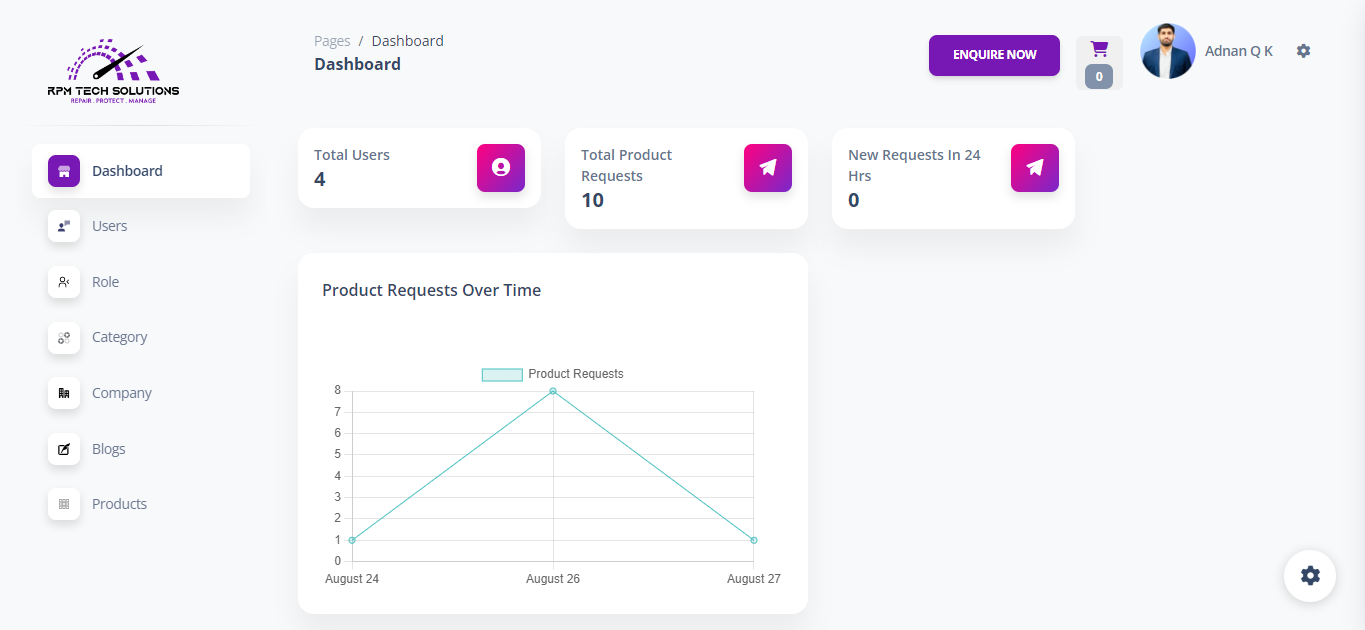 RPM TECH SOLUTIONS
REPAIR . PROTECT . MANAGE
Pages / Dashboard
Dashboard
ENQUIRE NOW
0
Adnan Q K
Dashboard
Users
Role
Category
Company
Blogs
Products
Total Users
4
Total Product
Requests
10
New Requests In 24
Hrs
0
Product Requests Over Time
Product Requests
8
7
6
5
4
3
2
1
0
August 24 August 26 August 27